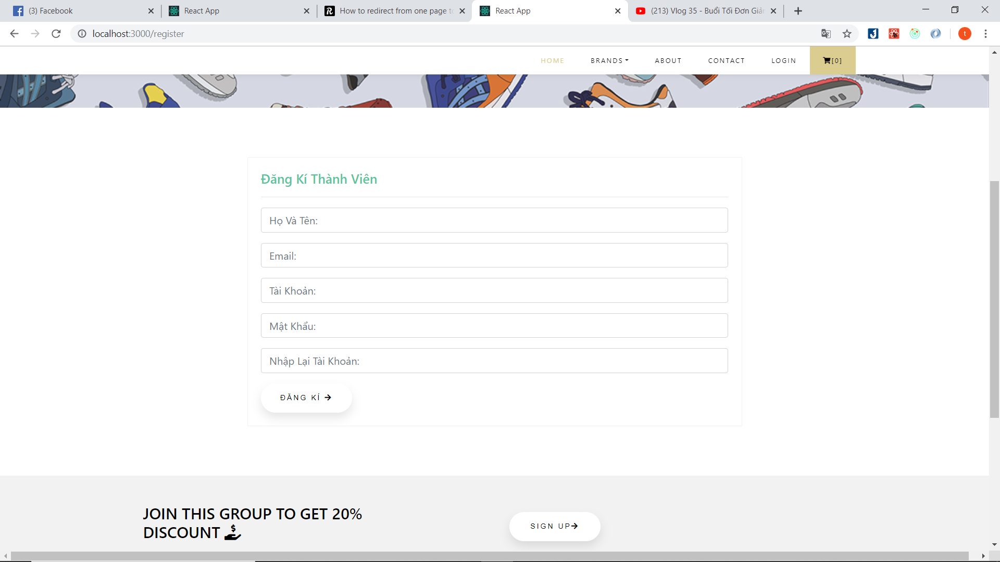 (3) Facebook
React App
How to redirect from one page to
React App
(213) Vlog 35 - Buổi Tối Đơn Giản
localhost:3000/register
t
HOME
BRANDS
ABOUT
CONTACT
LOGIN
[0]
Đăng Kí Thành Viên
Họ Và Tên:
Email:
Tài Khoản:
Mật Khẩu:
Nhập Lại Tài Khoản:
ĐĂNG KÍ
JOIN THIS GROUP TO GET 20%
DISCOUNT
SIGN UP